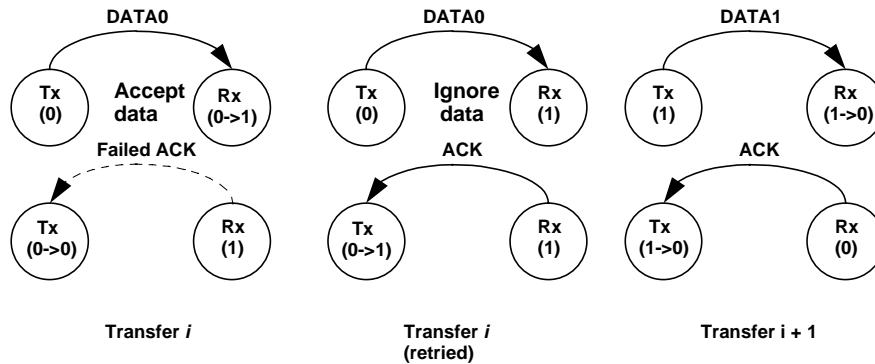 DATA0
Tx
(0)
Accept
data
Rx
(0->1)
Failed ACK
Tx
(0->0)
Rx
(1)
Transfer i
DATA0
Tx
(0)
Ignore
data
Rx
(1)
ACK
Tx
(0->1)
Rx
(1)
Transfer i
(retried)
DATA1
Tx
(1)
Rx
(1->0)
ACK
Tx
(1->0)
Rx
(0)
Transfer i + 1